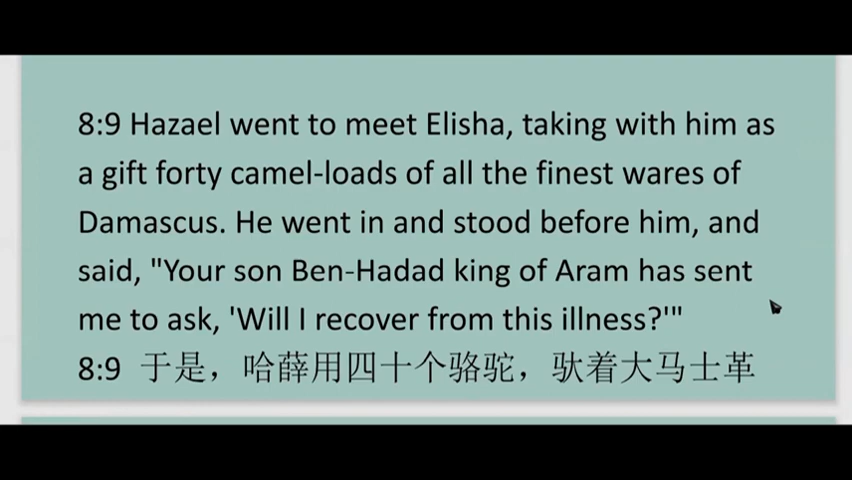 8:9 Hazael went to meet Elisha, taking with him as
a gift forty camel-loads of all the finest wares of
Damascus. He went in and stood before him, and
said, "Your son Ben-Hadad king of Aram has sent
me to ask, 'Will I recover from this illness?'"
8:9 于是，哈薛用四十个骆驼，驮着大马士革